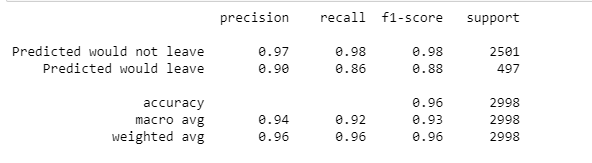 precision recall f1-score support
Predicted would not leave 0.97 0.98 0.98 2501
Predicted would leave 0.90 0.86 0.88 497
accuracy 0.96 2998
macro avg 0.94 0.92 0.93 2998
weighted avg 0.96 0.96 0.96 2998